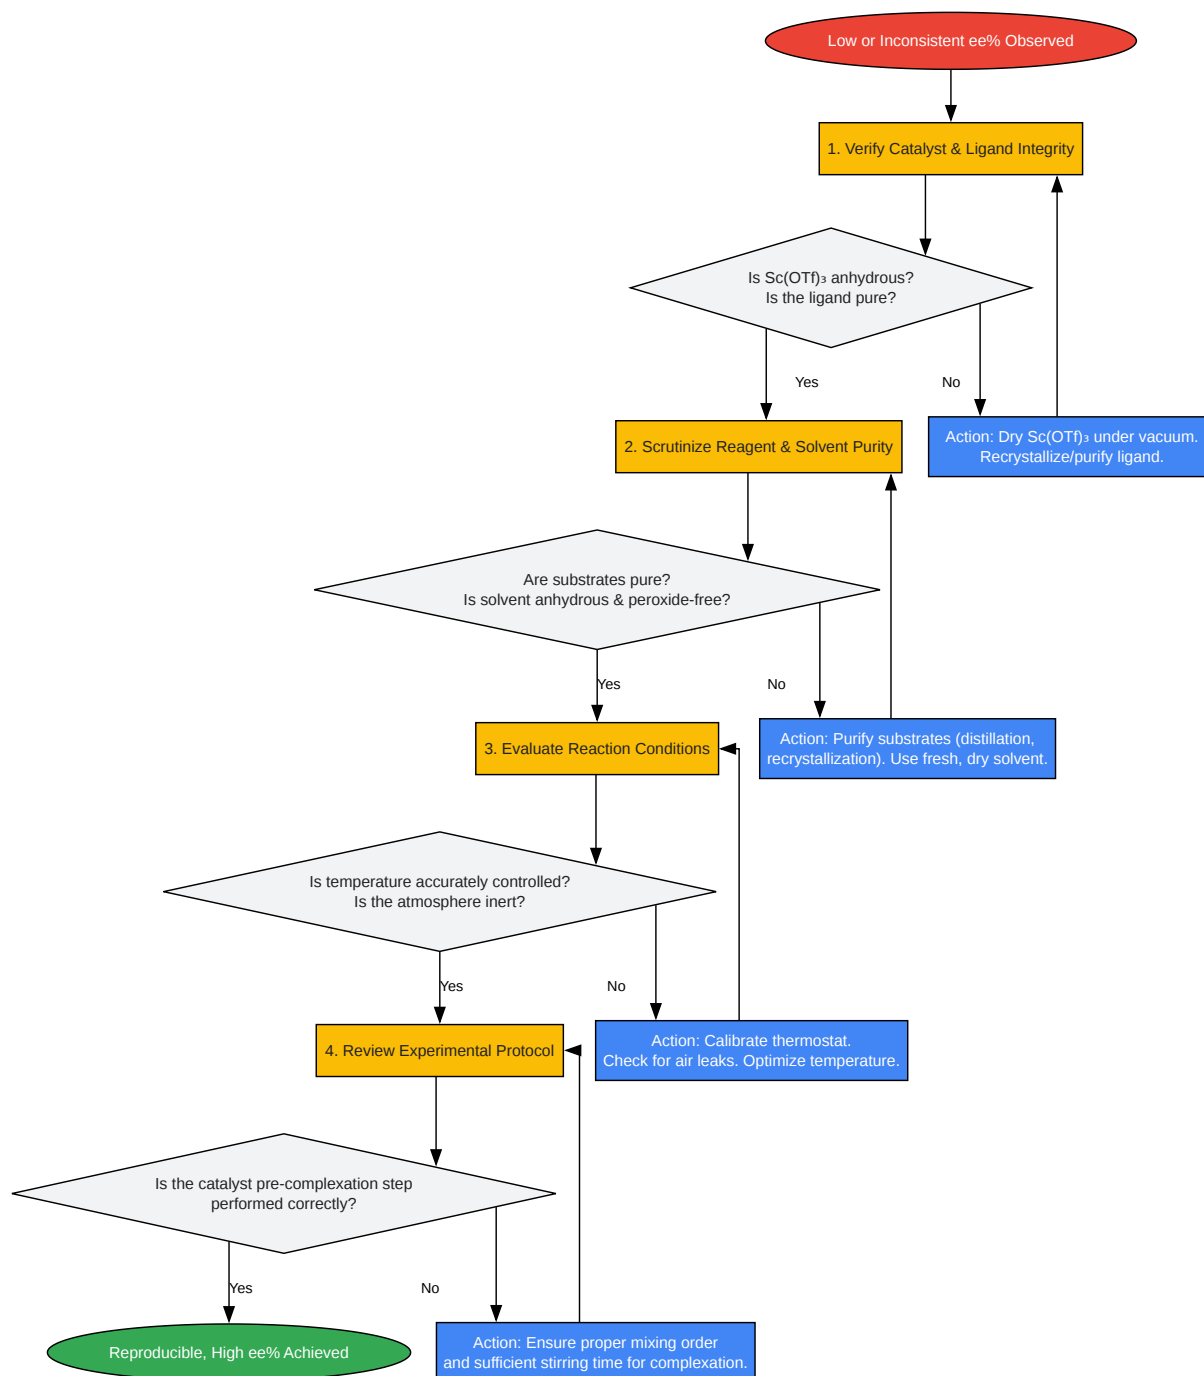 Low or Inconsistent ee% Observed
1. Verify Catalyst & Ligand Integrity
Is Sc(OTf)₃ anhydrous?
Is the ligand pure?
Yes
No
2. Scrutinize Reagent & Solvent Purity
Action: Dry Sc(OTf)₃ under vacuum.
Recrystallize/purify ligand.
Are substrates pure?
Is solvent anhydrous & peroxide-free?
Yes
No
3. Evaluate Reaction Conditions
Action: Purify substrates (distillation,
recrystallization). Use fresh, dry solvent.
Is temperature accurately controlled?
Is the atmosphere inert?
Yes
No
4. Review Experimental Protocol
Action: Calibrate thermostat.
Check for air leaks. Optimize temperature.
Is the catalyst pre-complexation step
performed correctly?
Yes
No
Reproducible, High ee% Achieved
Action: Ensure proper mixing order
and sufficient stirring time for complexation.